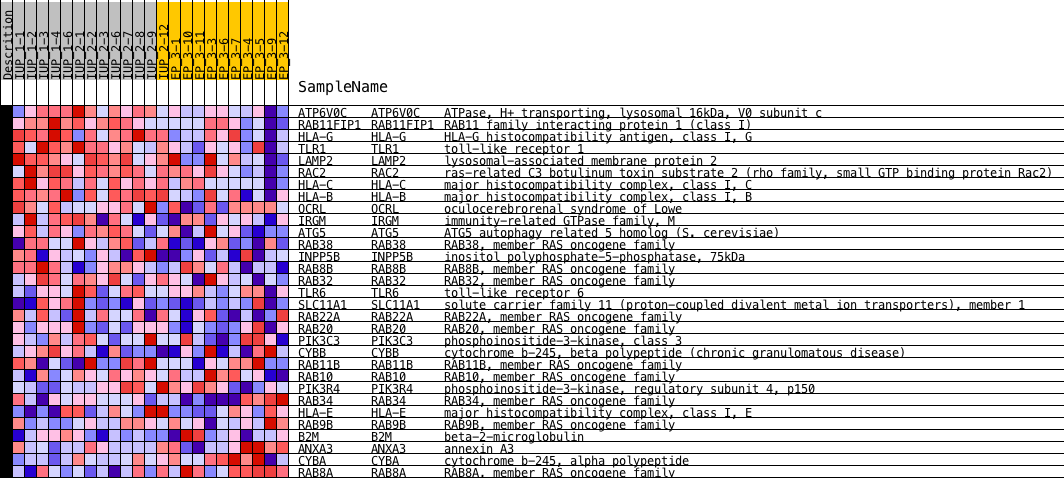 Descrition
IUP_1-1
IUP_1-2
IUP_1-3
IUP_1-4
IUP_1-6
IUP_2-1
IUP_2-2
IUP_2-3
IUP_2-6
IUP_2-7
IUP_2-8
IUP_2-9
IUP_2-12
EP_3-1
EP_3-10
EP_3-11
EP_3-3
EP_3-6
EP_3-7
EP_3-4
EP_3-5
EP_3-9
EP_3-12
SampleName
ATP6V0C ATP6V0C ATPase, H+ transporting, lysosomal 16kDa, V0 subunit c
RAB11FIP1 RAB11FIP1 RAB11 family interacting protein 1 (class I)
HLA-G HLA-G HLA-G histocompatibility antigen, class I, G
TLR1 TLR1 toll-like receptor 1
LAMP2 LAMP2 lysosomal-associated membrane protein 2
RAC2 RAC2 ras-related C3 botulinum toxin substrate 2 (rho family, small GTP binding protein Rac2)
HLA-C HLA-C major histocompatibility complex, class I, C
HLA-B HLA-B major histocompatibility complex, class I, B
OCRL OCRL oculocerebrorenal syndrome of Lowe
IRGM IRGM immunity-related GTPase family, M
ATG5 ATG5 ATG5 autophagy related 5 homolog (S. cerevisiae)
RAB38 RAB38 RAB38, member RAS oncogene family
INPP5B INPP5B inositol polyphosphate-5-phosphatase, 75kDa
RAB8B RAB8B RAB8B, member RAS oncogene family
RAB32 RAB32 RAB32, member RAS oncogene family
TLR6 TLR6 toll-like receptor 6
SLC11A1 SLC11A1 solute carrier family 11 (proton-coupled divalent metal ion transporters), member 1
RAB22A RAB22A RAB22A, member RAS oncogene family
RAB20 RAB20 RAB20, member RAS oncogene family
PIK3C3 PIK3C3 phosphoinositide-3-kinase, class 3
CYBB CYBB cytochrome b-245, beta polypeptide (chronic granulomatous disease)
RAB11B RAB11B RAB11B, member RAS oncogene family
RAB10 RAB10 RAB10, member RAS oncogene family
PIK3R4 PIK3R4 phosphoinositide-3-kinase, regulatory subunit 4, p150
RAB34 RAB34 RAB34, member RAS oncogene family
HLA-E HLA-E major histocompatibility complex, class I, E
RAB9B RAB9B RAB9B, member RAS oncogene family
B2M B2M beta-2-microglobulin
ANXA3 ANXA3 annexin A3
CYBA CYBA cytochrome b-245, alpha polypeptide
RAB8A RAB8A RAB8A, member RAS oncogene family